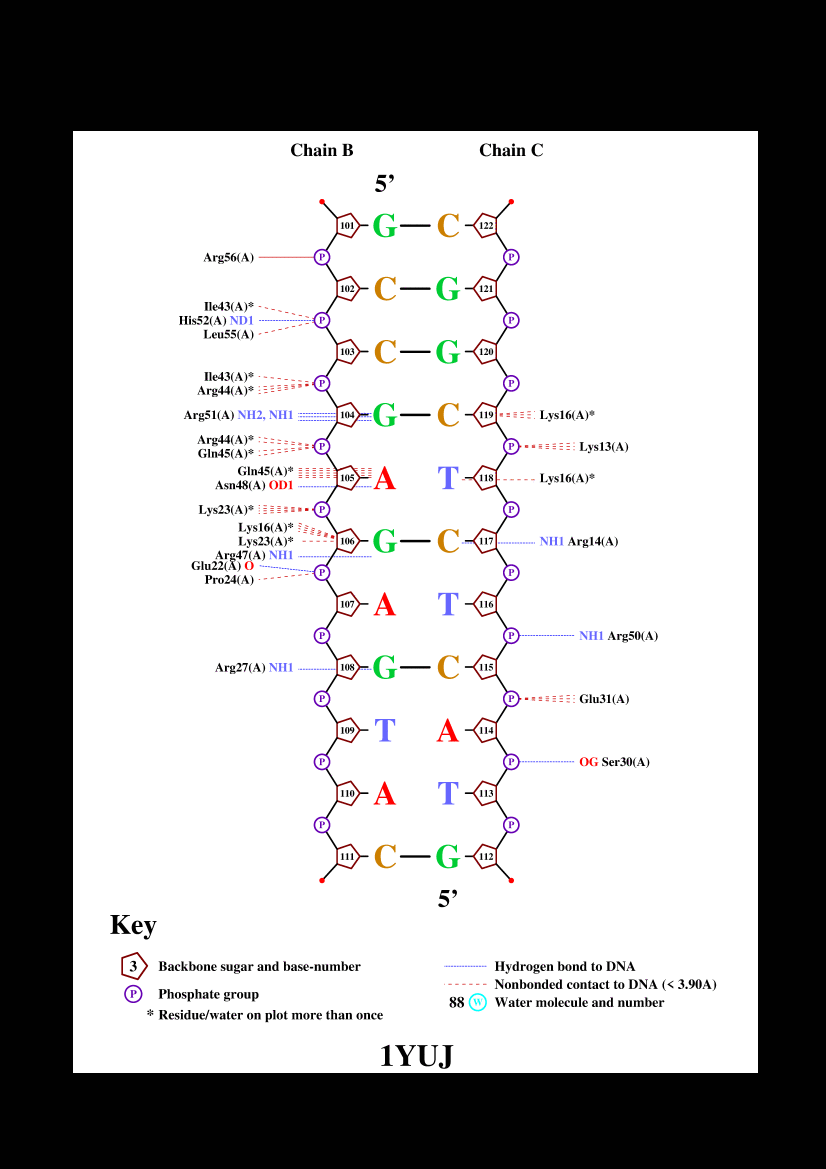 Chain B Chain C
5’
101 G C 122
P P
Arg56(A)
102 C G 121
Ile43(A)*
His52(A) ND1 P P
Leu55(A)
103 C G 120
Ile43(A)*
P P
Arg44(A)*
Arg51(A) NH2, NH1 104 G C 119 Lys16(A)*
Arg44(A)*
P P Lys13(A)
Gln45(A)*
Gln45(A)*
105 A T 118 Lys16(A)*
Asn48(A) OD1
Lys23(A)* P P
Lys16(A)*
Lys23(A)* 106 G C 117 NH1 Arg14(A)
Arg47(A) NH1
Glu22(A) O
P P
Pro24(A)
107 A T 116
P P NH1 Arg50(A)
Arg27(A) NH1 108 G C 115
P P Glu31(A)
109 T A 114
P P OG Ser30(A)
110 A T 113
P P
111 C G 112
5’
Key
3 Backbone sugar and base-number
P Phosphate group
* Residue/water on plot more than once
Hydrogen bond to DNA
Nonbonded contact to DNA (< 3.90A)
88 W Water molecule and number
1YUJ